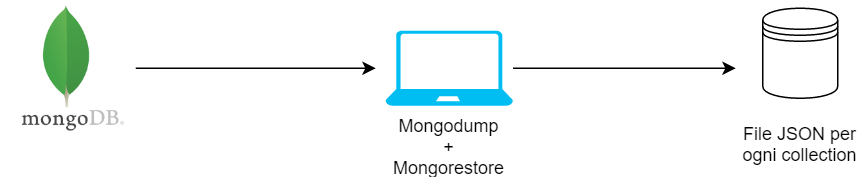 mongoDB.
Mongodump
+
Mongorestore
File JSON per
ogni collection